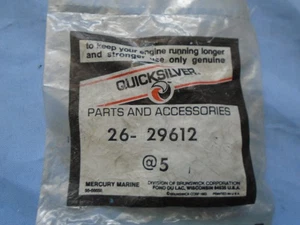 to keep your engine running longer
and stronger use only genuine
QUICKSILVER
PARTS AND ACCESSORIES
26- 29612
@5
MERCURY MARINE
DIVISION OF BRUNSWICK CORPORATION
FOND DU LAC, WISCONSIN 54935 U.S.A.